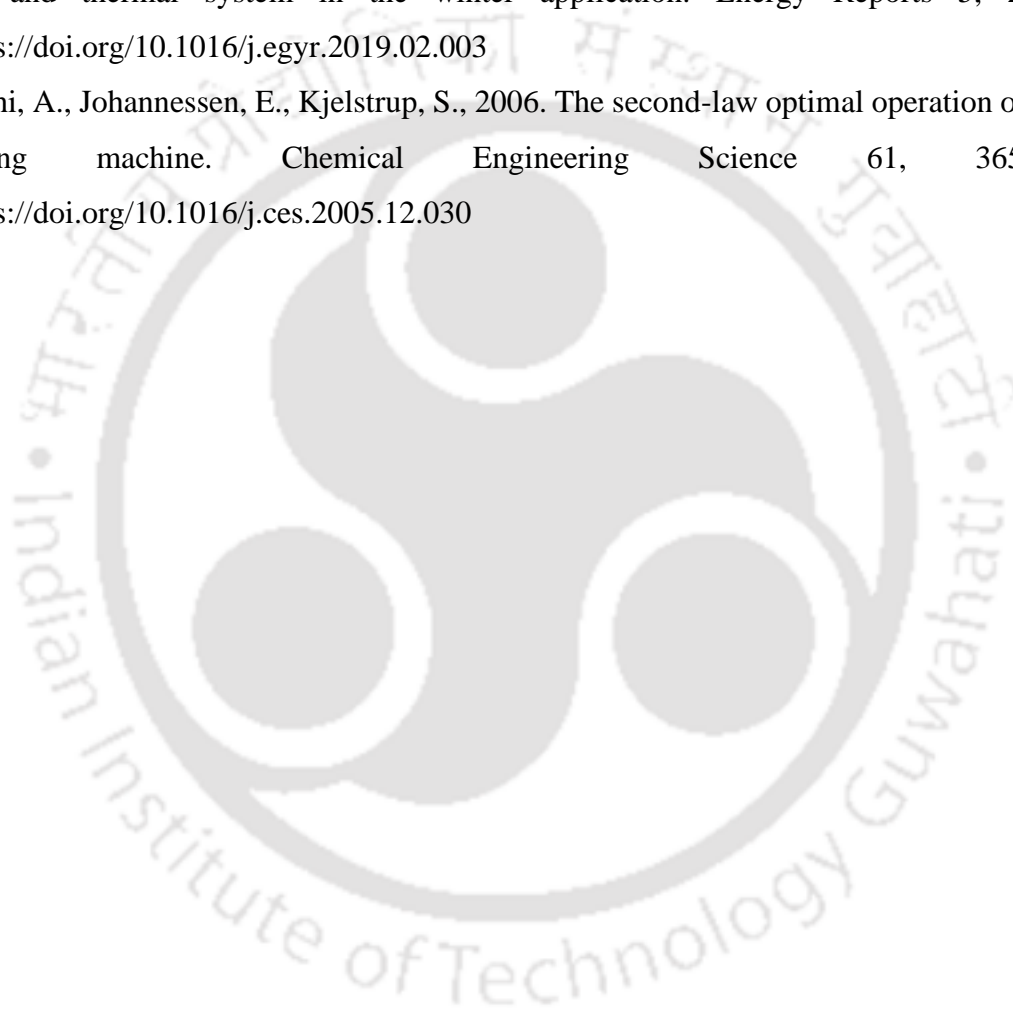 and thermal system in the winter application. Energy Reports 5,
s://doi.org/10.1016/j.egyr.2019.02.003
ni, A., Johannessen, E., Kjelstrup, S., 2006. The second-law optimal operation o
ng machine. Chemical Engineering Science 61, 365
s://doi.org/10.1016/j.ces.2005.12.030
भारतीय प्रौद्योगिकी संस्थान गुवाहाटी
Indian Institute of Technology Guwahati